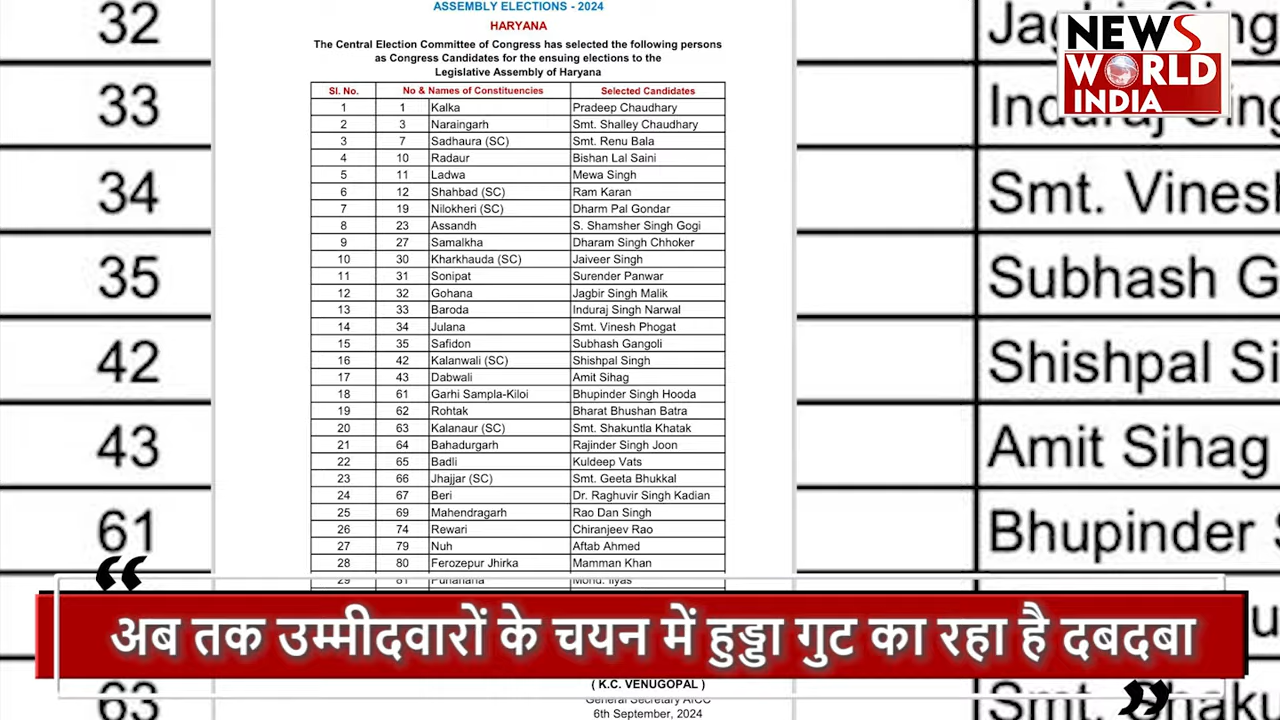 ASSEMBLY ELECTIONS - 2024
HARYANA
The Central Election Committee of Congress has selected the following persons
as Congress Candidates for the ensuing elections to the
Legislative Assembly of Haryana
Sl. No. No & Names of Constituencies Selected Candidates
1 1 Kalka Pradeep Chaudhary
2 3 Naraingarh Smt. Shalley Chaudhary
3 7 Sadhaura (SC) Smt. Renu Bala
4 10 Radaur Bishan Lal Saini
5 11 Ladwa Mewa Singh
6 12 Shahbad (SC) Ram Karan
7 19 Nilokheri (SC) Dharm Pal Gondar
8 23 Assandh S. Shamsher Singh Gogi
9 27 Samalkha Dharam Singh Chhoker
10 30 Kharkhauda (SC) Jaiveer Singh
11 31 Sonipat Surender Panwar
12 32 Gohana Jagbir Singh Malik
13 33 Baroda Induraj Singh Narwal
14 34 Julana Smt. Vinesh Phogat
15 35 Safidon Subhash Gangoli
16 42 Kalanwali (SC) Shishpal Singh
17 43 Dabwali Amit Sihag
18 61 Garhi Sampla-Kiloi Bhupinder Singh Hooda
19 62 Rohtak Bharat Bhushan Batra
20 63 Kalanaur (SC) Smt. Shakuntla Khatak
21 64 Bahadurgarh Rajinder Singh Joon
22 65 Badli Kuldeep Vats
23 66 Jhajjar (SC) Smt. Geeta Bhukkal
24 67 Beri Dr. Raghuvir Singh Kadian
25 69 Mahendragarh Rao Dan Singh
26 74 Rewari Chiranjeev Rao
27 79 Nuh Aftab Ahmed
28 80 Ferozepur Jhirka Mamman Khan
29 81 Punahana Mohd. Ilyas
( K.C. VENUGOPAL )
General Secretary AICC
6th September, 2024
32
33
34
35
42
43
61
63
Induraj Sing
Smt. Vinesh
Subhash G
Shishpal Si
Amit Sihag
Bhupinder S
Smt. Shaku
NEWS
WORLD
INDIA
“अब तक उम्मीदवारों के चयन में हुड्डा गुट का रहा है दबदबा”